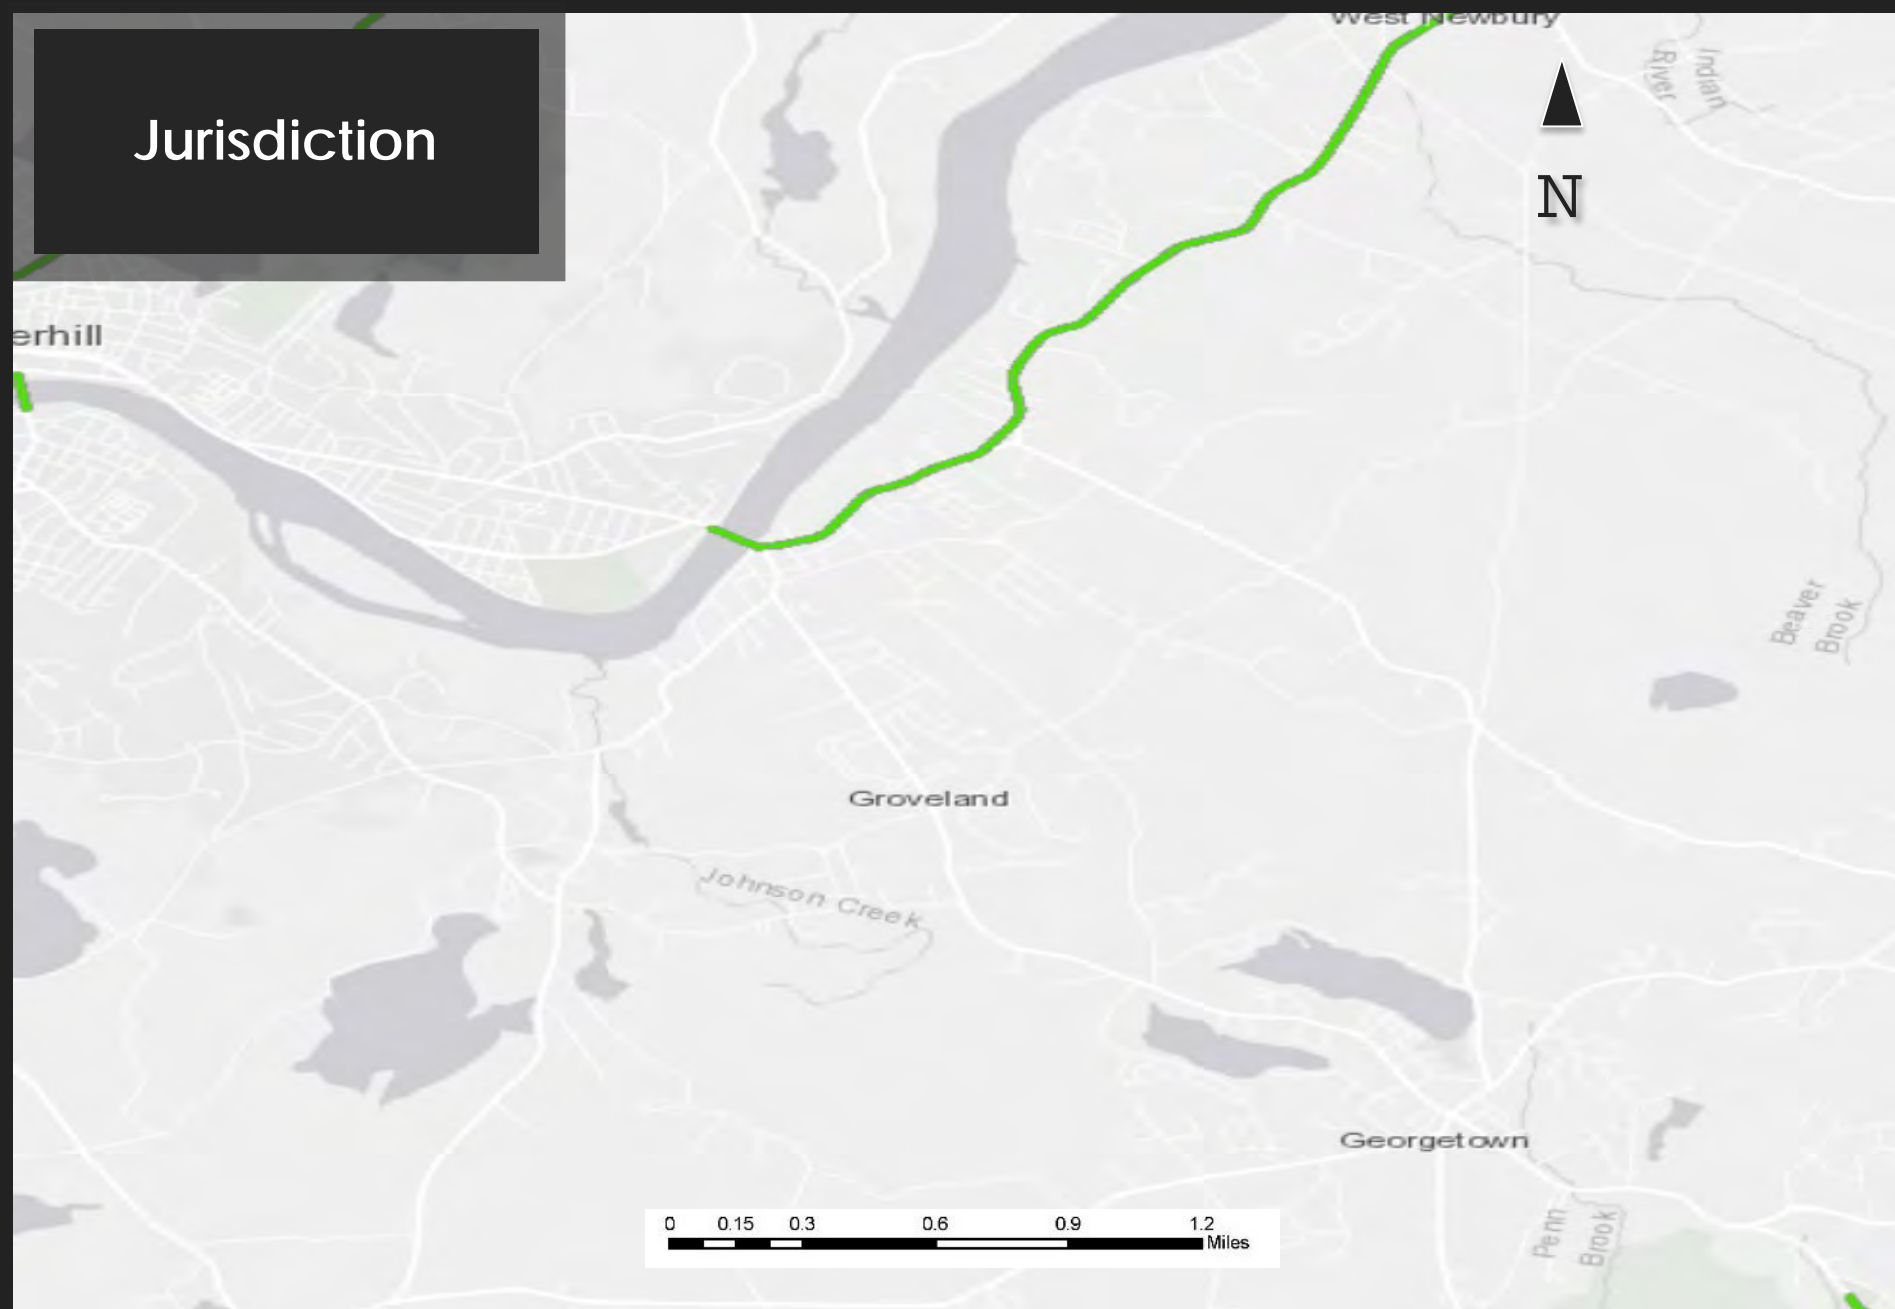 West Newbury
Jurisdiction
Indian
River
N
erhill
Beaver
Brook
Groveland
Johnson Creek
Georgetown
Penn
Brook
0 0.15 0.3 0.6 0.9 1.2
Miles